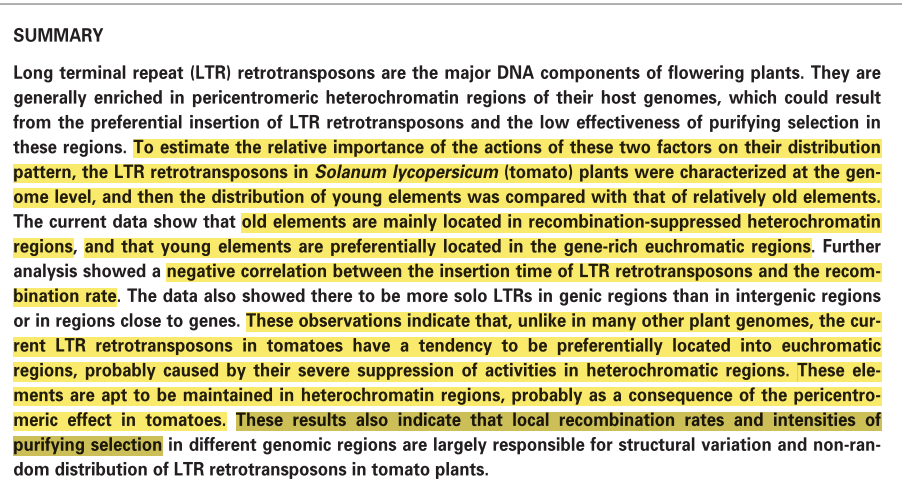 SUMMARY
Long terminal repeat (LTR) retrotransposons are the major DNA components of flowering plants. They are
generally enriched in pericentromeric heterochromatin regions of their host genomes, which could result
from the preferential insertion of LTR retrotransposons and the low effectiveness of purifying selection in
these regions. To estimate the relative importance of the actions of these two factors on their distribution
pattern, the LTR retrotransposons in Solanum lycopersicum (tomato) plants were characterized at the gen-
ome level, and then the distribution of young elements was compared with that of relatively old elements.
The current data show that old elements are mainly located in recombination-suppressed heterochromatin
regions, and that young elements are preferentially located in the gene-rich euchromatic regions. Further
analysis showed a negative correlation between the insertion time of LTR retrotransposons and the recom-
bination rate. The data also showed there to be more solo LTRs in genic regions than in intergenic regions
or in regions close to genes. These observations indicate that, unlike in many other plant genomes, the cur-
rent LTR retrotransposons in tomatoes have a tendency to be preferentially located into euchromatic
regions, probably caused by their severe suppression of activities in heterochromatic regions. These ele-
ments are apt to be maintained in heterochromatin regions, probably as a consequence of the pericentro-
meric effect in tomatoes. These results also indicate that local recombination rates and intensities of
purifying selection in different genomic regions are largely responsible for structural variation and non-ran-
dom distribution of LTR retrotransposons in tomato plants.